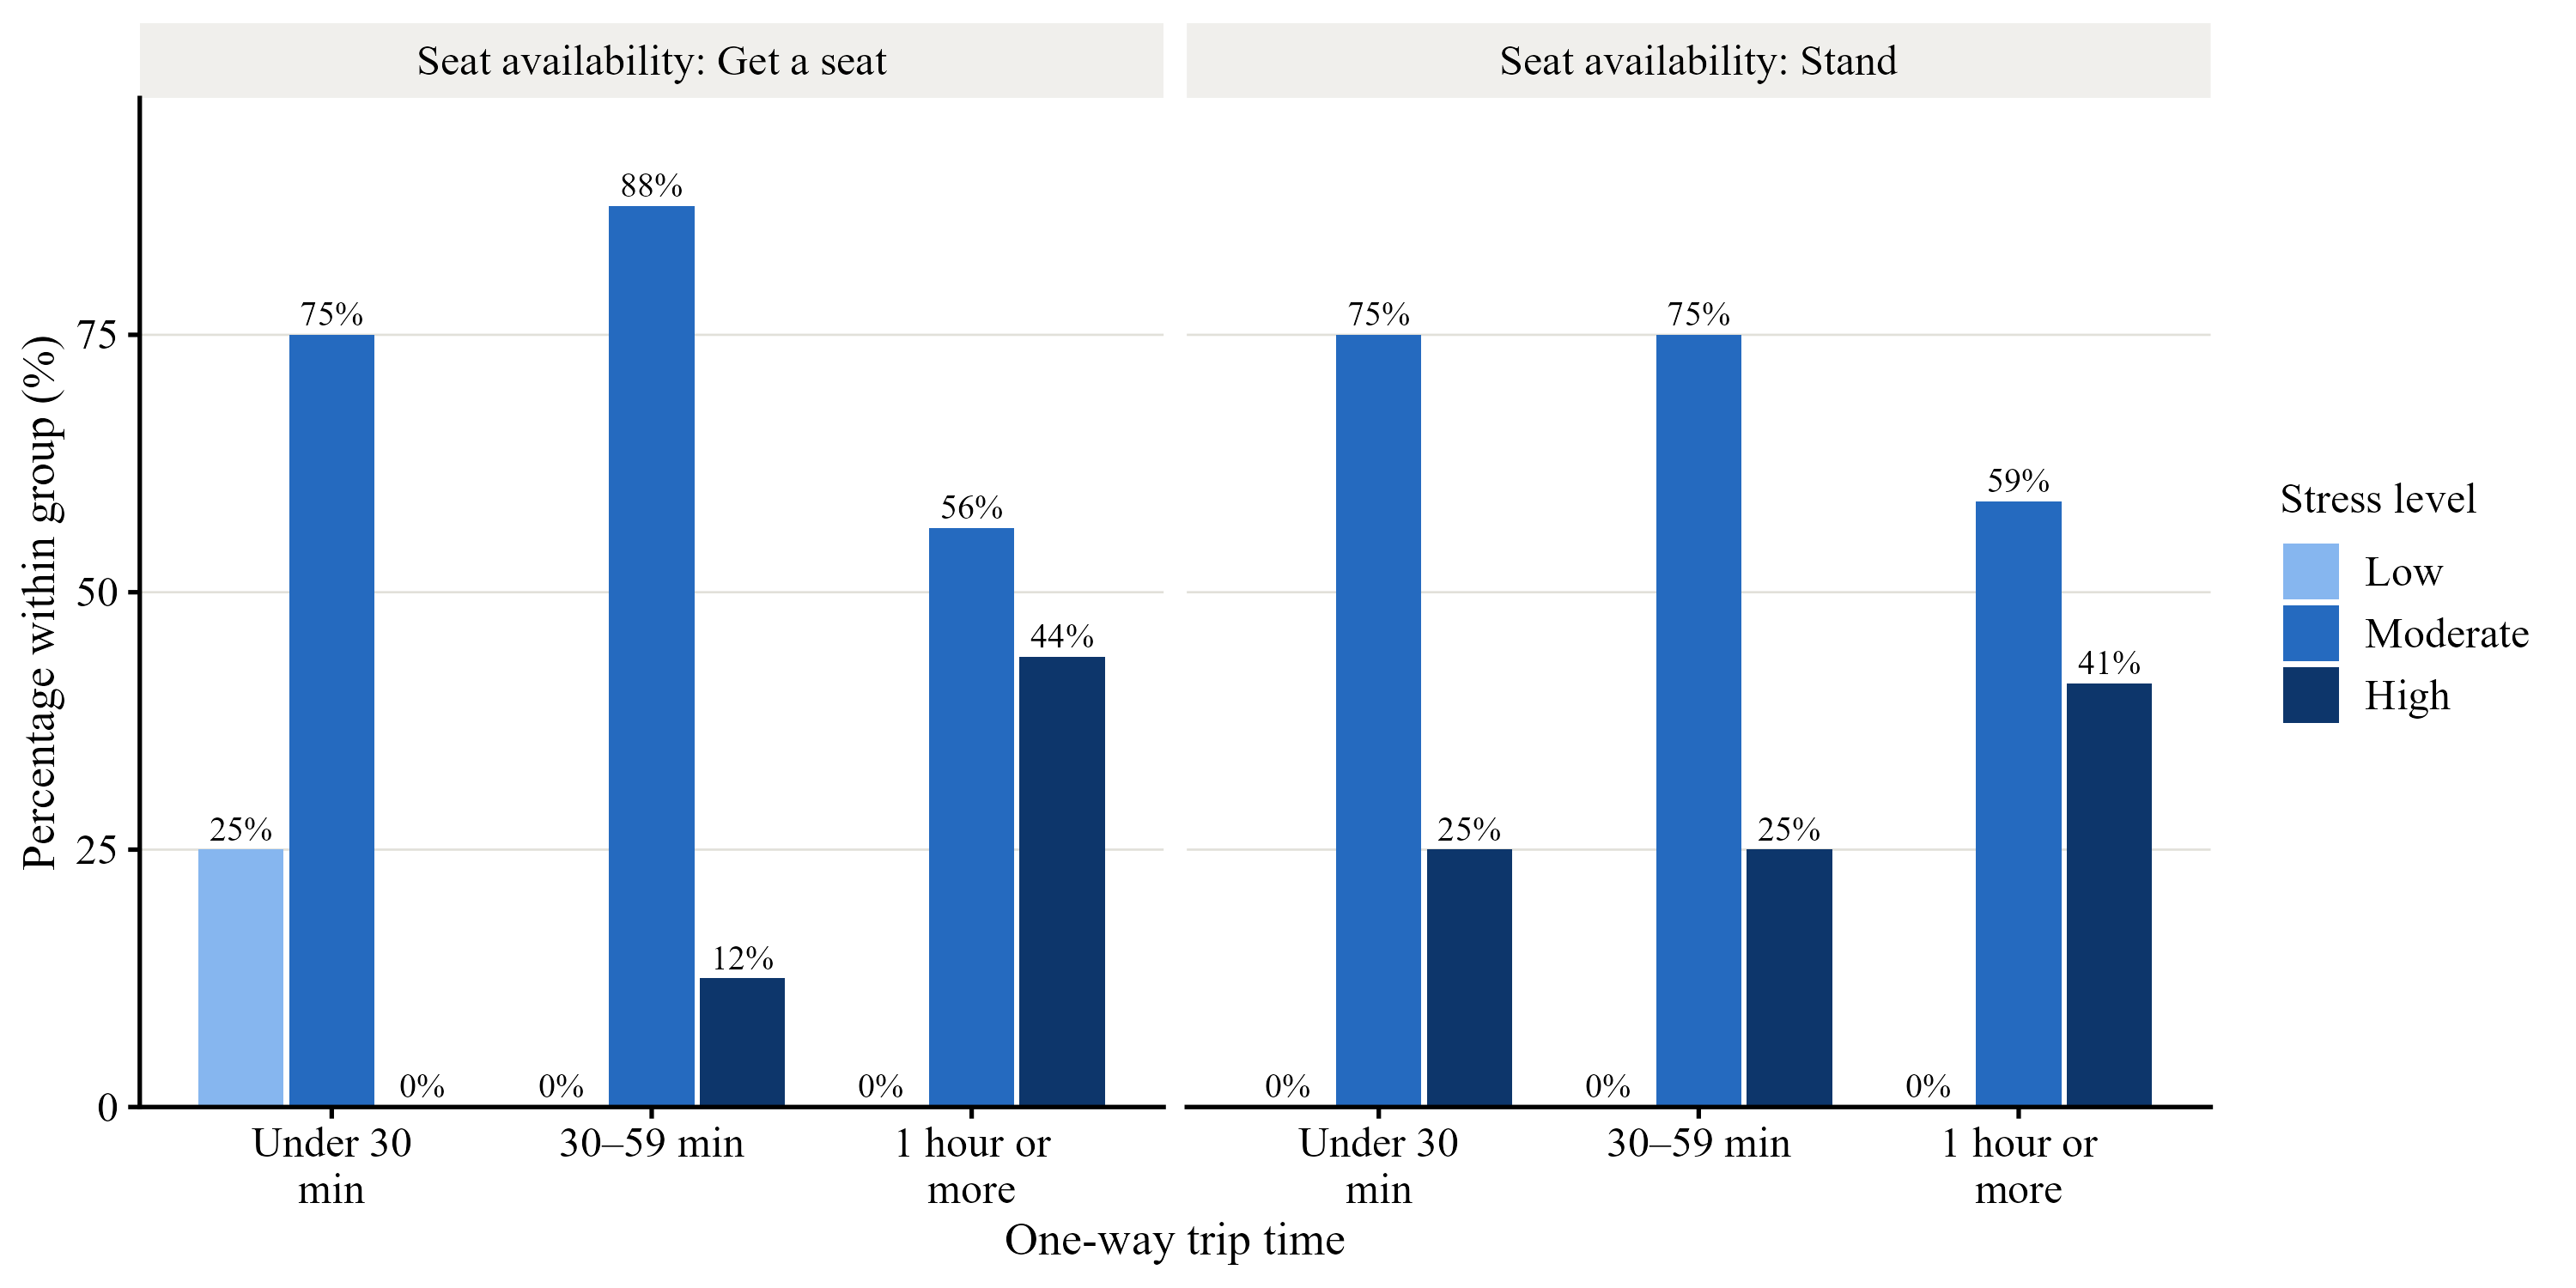 Seat availability: Get a seat
Seat availability: Stand
Percentage within group (%)
75
50
25
0
25%
75%
0%
0%
88%
12%
0%
56%
44%
0%
75%
25%
0%
75%
25%
0%
59%
41%
Under 30
min
30–59 min
1 hour or
more
Under 30
min
30–59 min
1 hour or
more
One-way trip time
Stress level
Low
Moderate
High